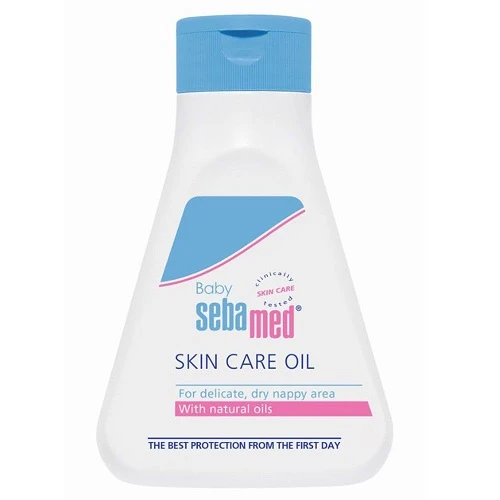 Baby
sebamed®
clinically
SKIN CARE
tested
SKIN CARE OIL
For delicate, dry nappy area
With natural oils
THE BEST PROTECTION FROM THE FIRST DAY